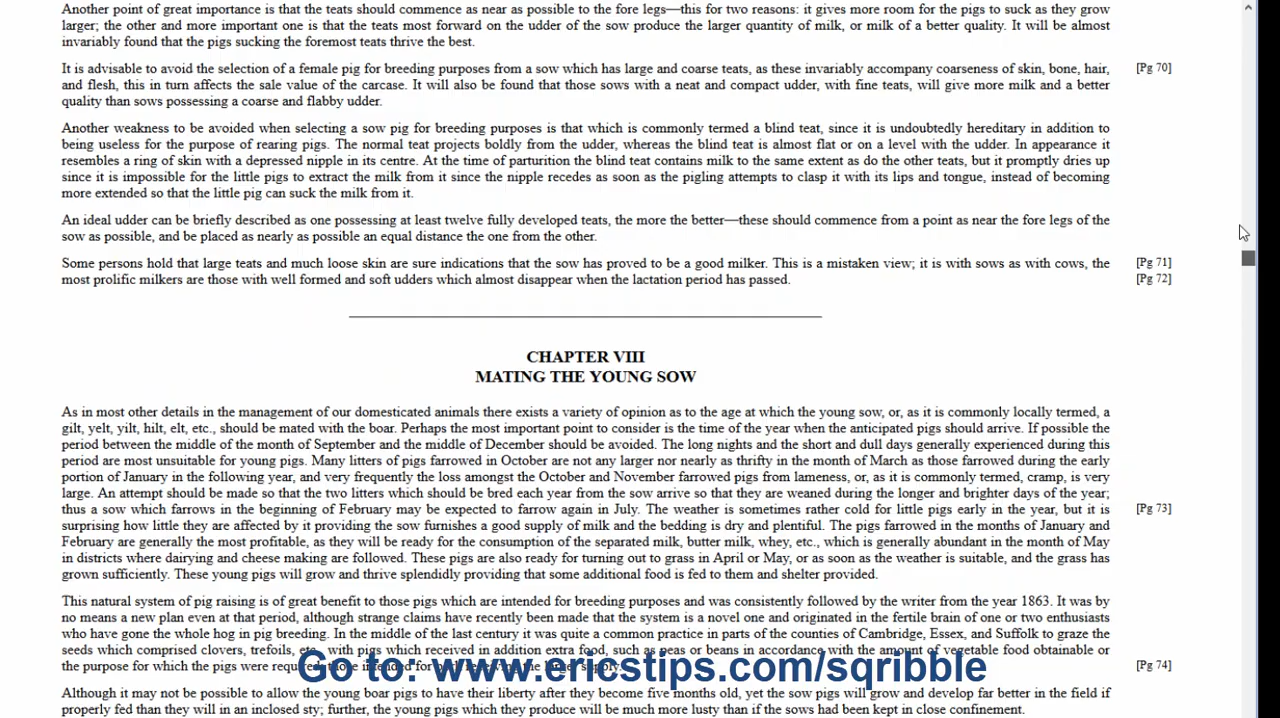 Another point of great importance is that the teats should commence as near as possible to the fore legs—this for two reasons: it gives more room for the pigs to suck as they grow
larger; the other and more important one is that the teats most forward on the udder of the sow produce the larger quantity of milk, or milk of a better quality. It will be almost
invariably found that the pigs sucking the foremost teats thrive the best.
It is advisable to avoid the selection of a female pig for breeding purposes from a sow which has large and coarse teats, as these invariably accompany coarseness of skin, bone, hair, [Pg 70]
and flesh, this in turn affects the sale value of the carcase. It will also be found that those sows with a neat and compact udder, with fine teats, will give more milk and a better
quality than sows possessing a coarse and flabby udder.
Another weakness to be avoided when selecting a sow pig for breeding purposes is that which is commonly termed a blind teat, since it is undoubtedly hereditary in addition to
being useless for the purpose of rearing pigs. The normal teat projects boldly from the udder, whereas the blind teat is almost flat or on a level with the udder. In appearance it
resembles a ring of skin with a depressed nipple in its centre. At the time of parturition the blind teat contains milk to the same extent as do the other teats, but it promptly dries up
since it is impossible for the little pigs to extract the milk from it since the nipple recedes as soon as the pigling attempts to clasp it with its lips and tongue, instead of becoming
more extended so that the little pig can suck the milk from it.
An ideal udder can be briefly described as one possessing at least twelve fully developed teats, the more the better—these should commence from a point as near the fore legs of the
sow as possible, and be placed as nearly as possible an equal distance the one from the other.
Some persons hold that large teats and much loose skin are sure indications that the sow has proved to be a good milker. This is a mistaken view; it is with sows as with cows, the [Pg 71]
most prolific milkers are those with well formed and soft udders which almost disappear when the lactation period has passed. [Pg 72]
CHAPTER VIII
MATING THE YOUNG SOW
As in most other details in the management of our domesticated animals there exists a variety of opinion as to the age at which the young sow, or, as it is commonly locally termed, a
gilt, yelt, yilt, hilt, elt, etc., should be mated with the boar. Perhaps the most important point to consider is the time of the year when the anticipated pigs should arrive. If possible the
period between the middle of the month of September and the middle of December should be avoided. The long nights and the short and dull days generally experienced during this
period are most unsuitable for young pigs. Many litters of pigs farrowed in October are not any larger nor nearly as thrifty in the month of March as those farrowed during the early
portion of January in the following year, and very frequently the loss amongst the October and November farrowed pigs from lameness, or, as it is commonly termed, cramp, is very
large. An attempt should be made so that the two litters which should be bred each year from the sow arrive so that they are weaned during the longer and brighter days of the year;
thus a sow which farrows in the beginning of February may be expected to farrow again in July. The weather is sometimes rather cold for little pigs early in the year, but it is [Pg 73]
surprising how little they are affected by it providing the sow furnishes a good supply of milk and the bedding is dry and plentiful. The pigs farrowed in the months of January and
February are generally the most profitable, as they will be ready for the consumption of the separated milk, butter milk, whey, etc., which is generally abundant in the month of May
in districts where dairying and cheese making are followed. These pigs are also ready for turning out to grass in April or May, or as soon as the weather is suitable, and the grass has
grown sufficiently. These young pigs will grow and thrive splendidly providing that some additional food is fed to them and shelter provided.
This natural system of pig raising is of great benefit to those pigs which are intended for breeding purposes and was consistently followed by the writer from the year 1863. It was by
no means a new plan even at that period, although strange claims have recently been made that the system is a novel one and originated in the fertile brain of one or two enthusiasts
who have gone the whole hog in pig breeding. In the middle of the last century it was quite a common practice in parts of the counties of Cambridge, Essex, and Suffolk to graze the
seeds which comprised clovers, trefoils, etc., with pigs which received in addition extra food, such as peas or beans in accordance with the amount of vegetable food obtainable or
the purpose for which the pigs were required, those intended for receiving the larger supply. [Pg 74]
Go to: www.ericstips.com/sqribble
Although it may not be possible to allow the young boar pigs to have their liberty after they become five months old, yet the sow pigs will grow and develop far better in the field if
properly fed than they will in an inclosed sty; further, the young pigs which they produce will be much more lusty than if the sows had been kept in close confinement.